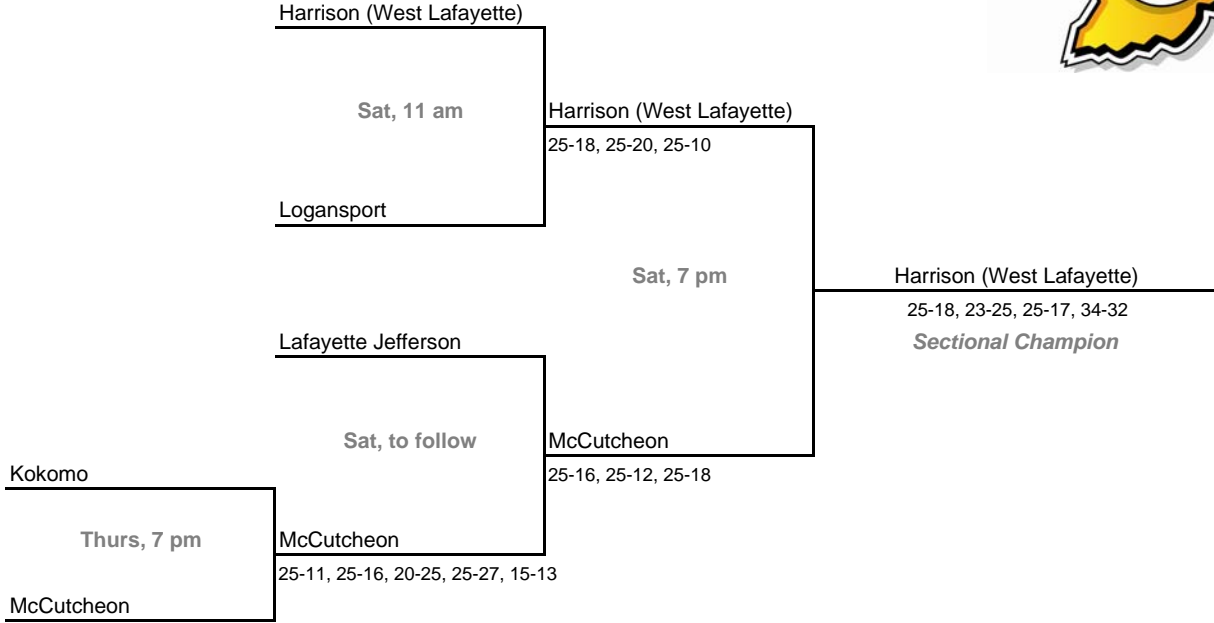 Harrison (West Lafayette)
Sat, 11 am
Harrison (West Lafayette)
25-18, 25-20, 25-10
Logansport
Sat, 7 pm
Harrison (West Lafayette)
25-18, 23-25, 25-17, 34-32
Sectional Champion
Lafayette Jefferson
Sat, to follow
McCutcheon
25-16, 25-12, 25-18
Kokomo
Thurs, 7 pm
McCutcheon
25-11, 25-16, 20-25, 25-27, 15-13
McCutcheon